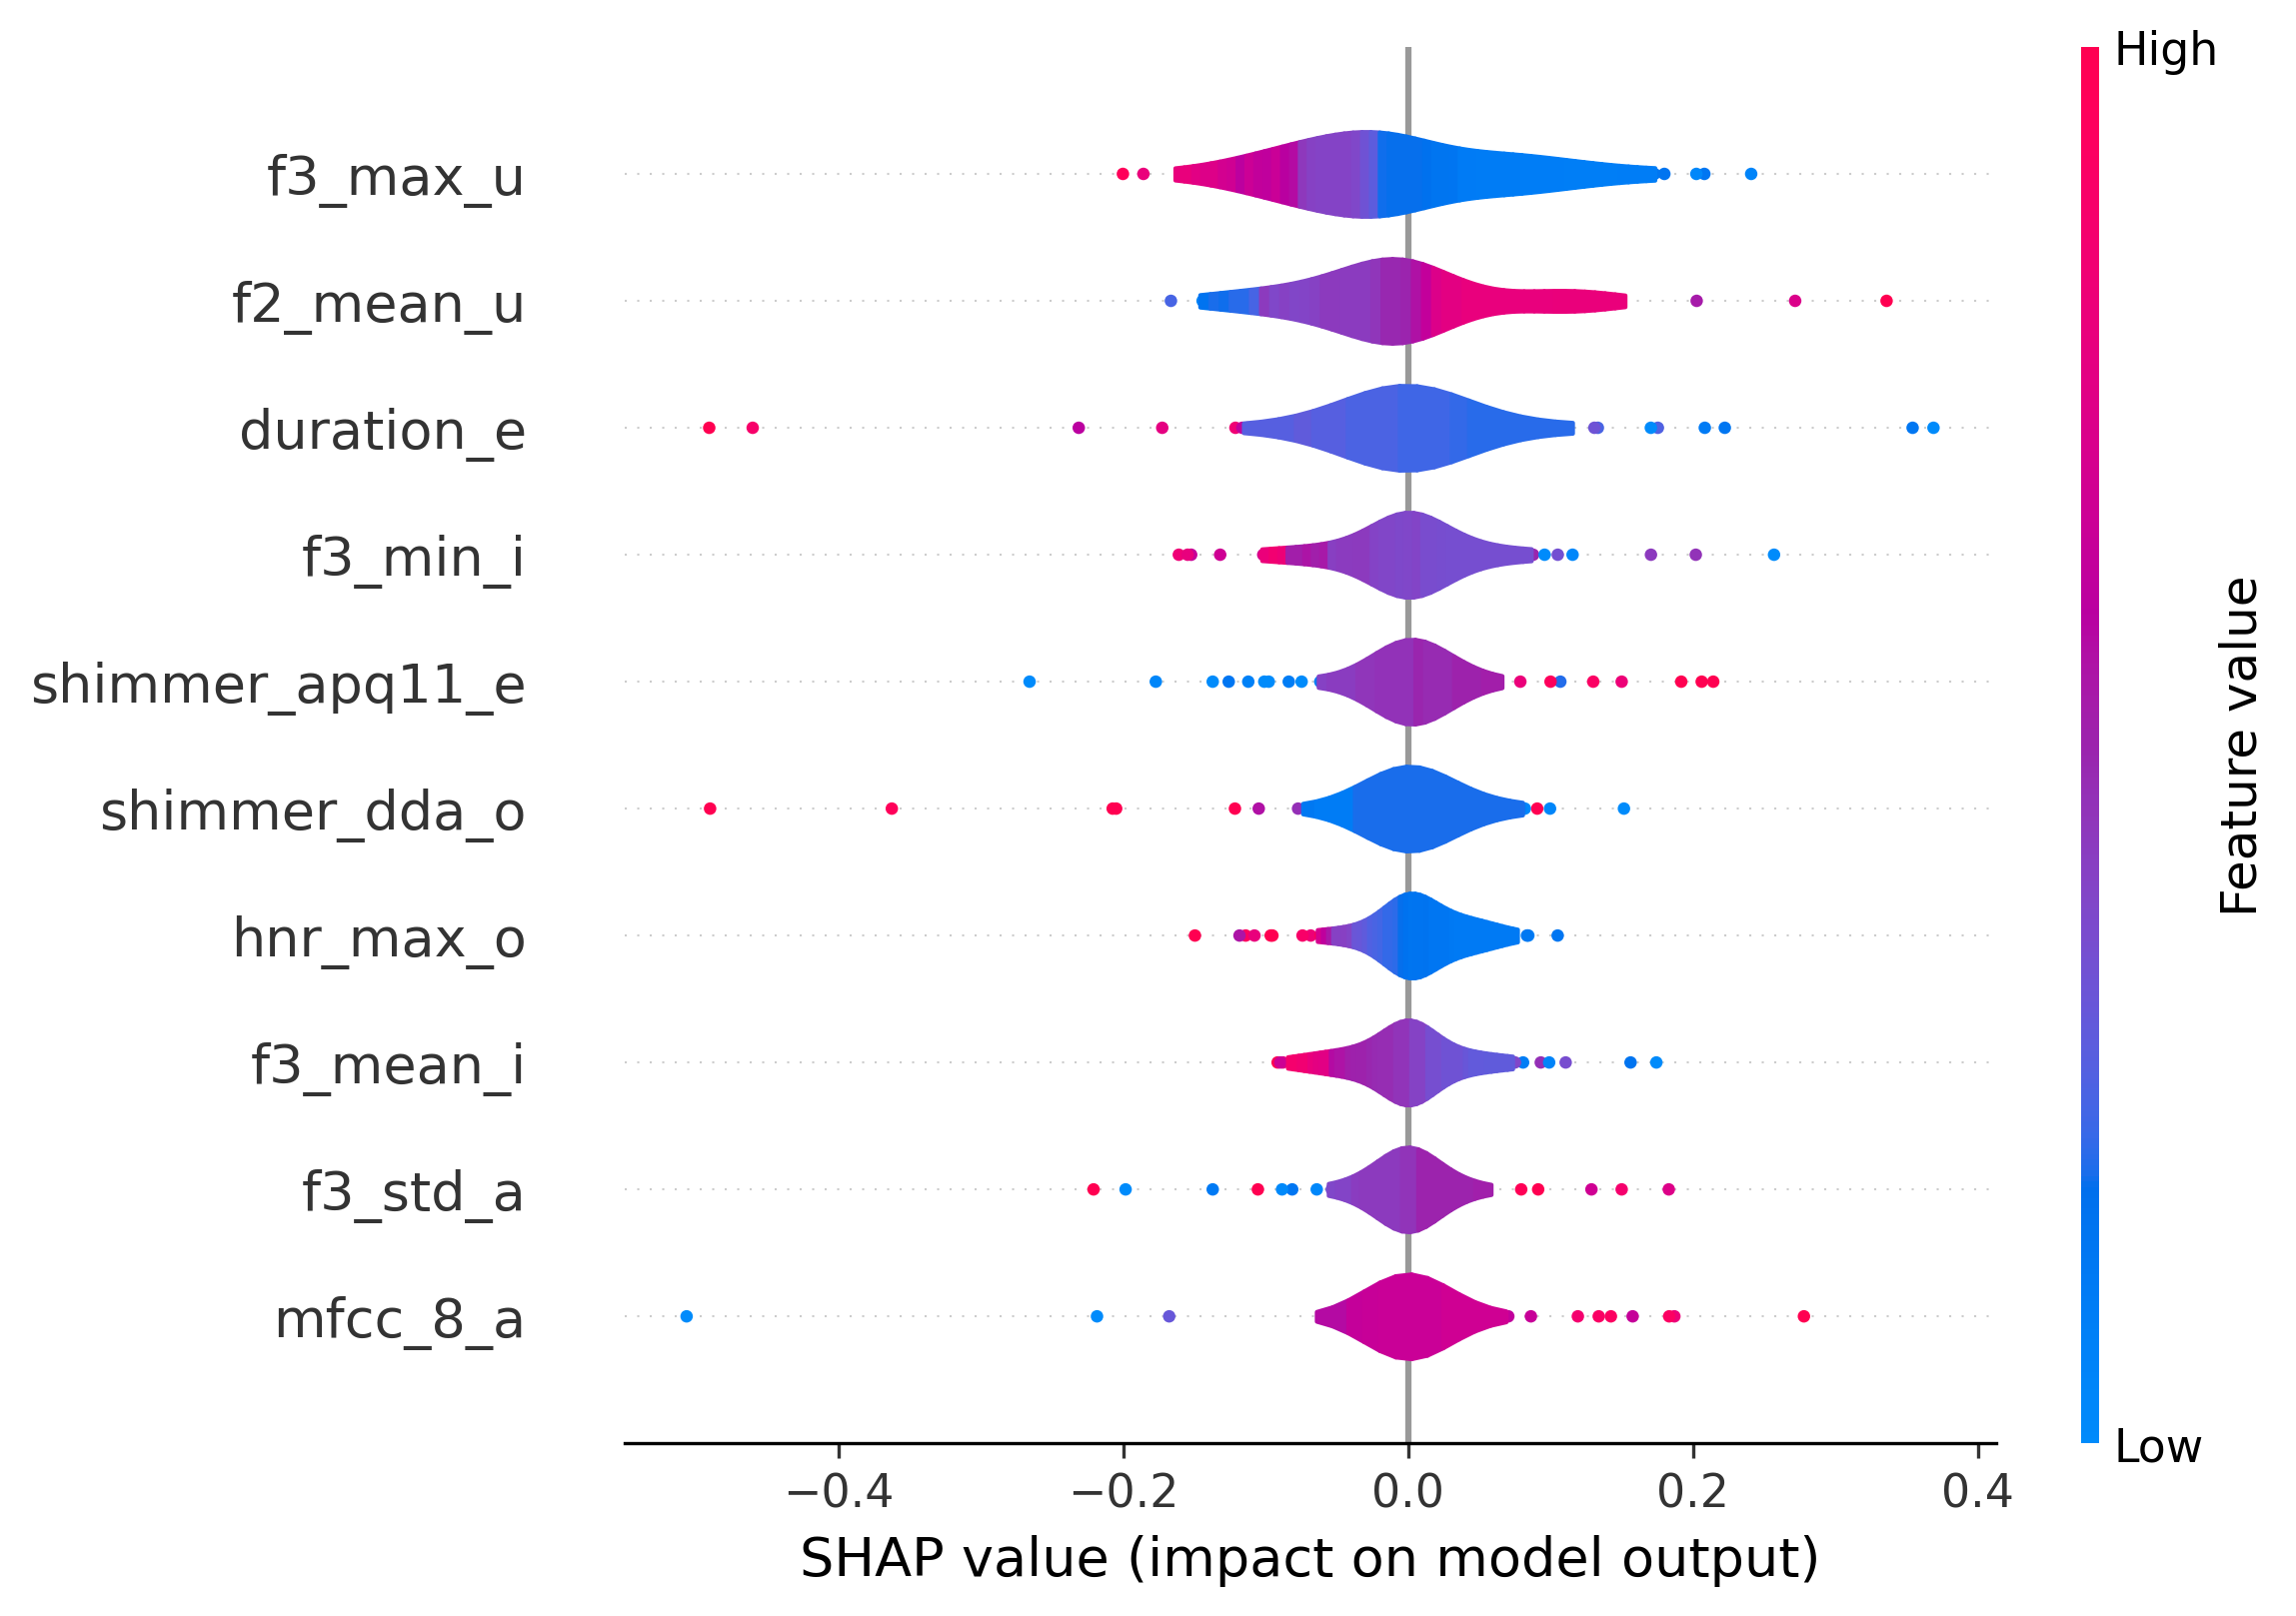 High
f3_max_u
f2_mean_u
duration_e
f3_min_i
shimmer_apq11_e
shimmer_dda_o
hnr_max_o
f3_mean_i
f3_std_a
mfcc_8_a
Feature value
Low
−0.4 −0.2 0.0 0.2 0.4
SHAP value (impact on model output)